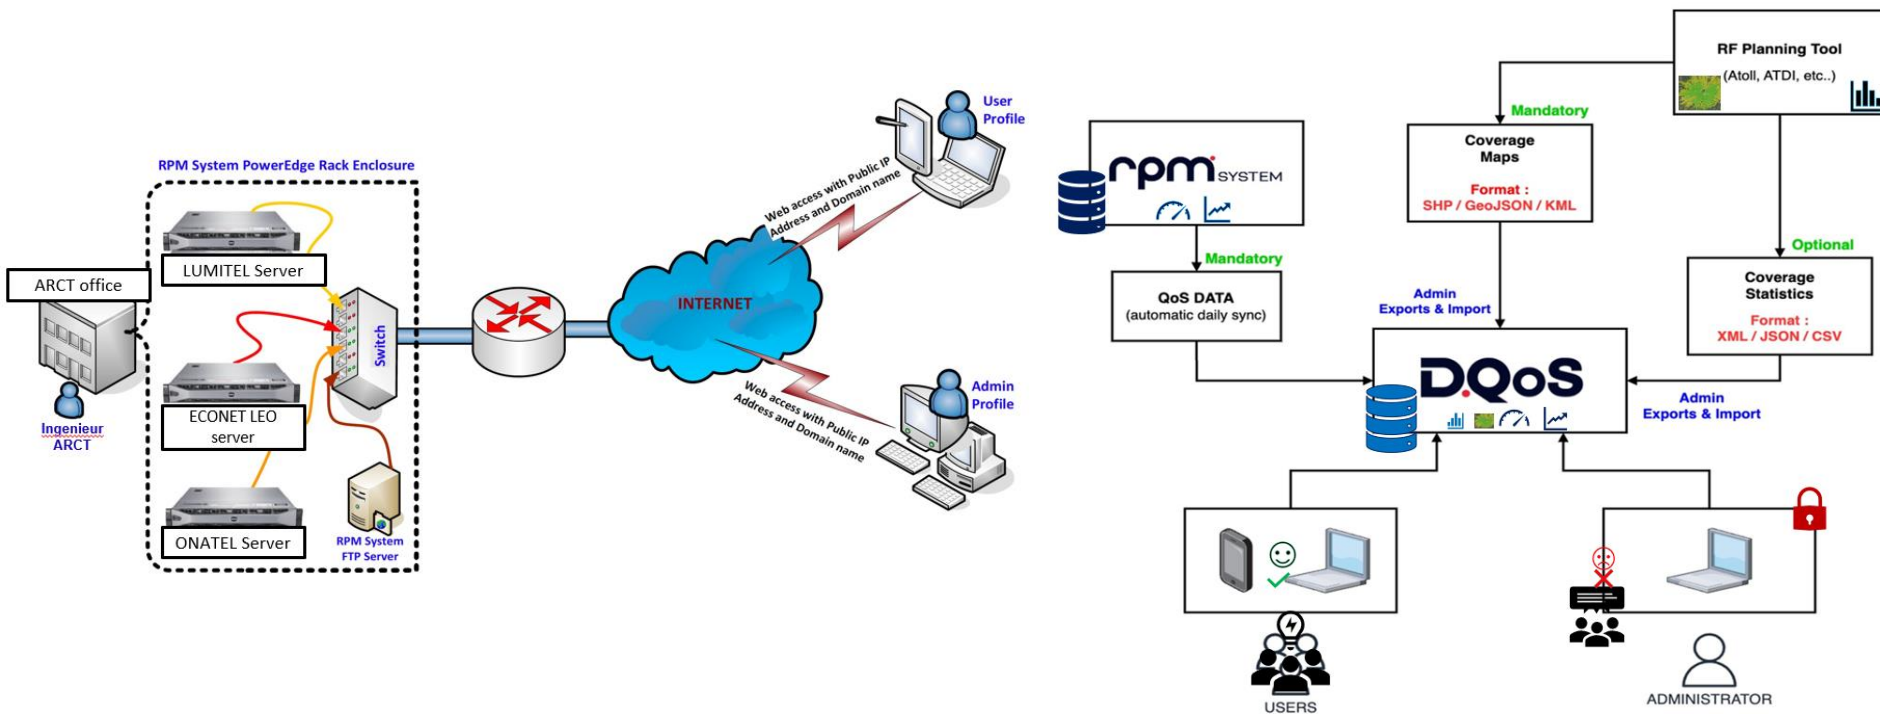 RPM System PowerEdge Rack Enclosure
LUMITEL Server
ARCT office
ECONET LEO
server
Ingenieur
ARCT
ONATEL Server
RPM System
FTP Server
Switch
INTERNET
User
Profile
Web access with Public IP
Address and Domain name
Admin
Profile
Web access with Public IP
Address and Domain name
RF Planning Tool
(Atoll, ATDI, etc..)
Mandatory
Coverage
Maps
Format :
SHP / GeoJSON / KML
rpm SYSTEM
Mandatory
QoS DATA
(automatic daily sync)
Optional
Coverage
Statistics
Format :
XML / JSON / CSV
Admin
Exports & Import
D.QoS
Admin
Exports & Import
USERS
ADMINISTRATOR